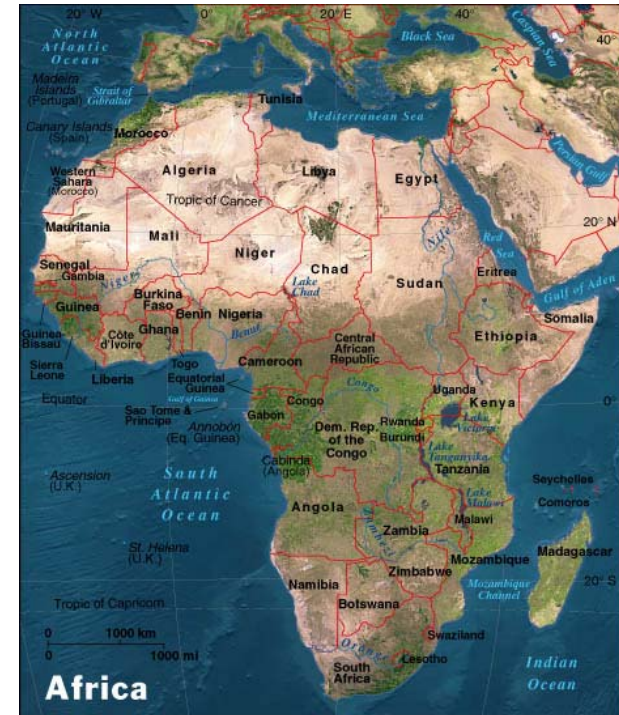 20° W
0°
20° E
40°
North
Atlantic
Ocean
Black Sea
Caspian Sea
40°
Madeira
Islands
(Portugal)
Strait of
Gibraltar
Tunisia
Mediterranean Sea
Canary Islands
(Spain)
Morocco
Persian Gulf
Western
Sahara
(Morocco)
Algeria
Libya
Egypt
Tropic of Cancer
20° N
Mauritania
Mali
Niger
Chad
Sudan
Nile
Red
Sea
Eritrea
Senegal
Gambia
Niger
Lake
Chad
Gulf of Aden
Guinea
Burkina
Faso
Benin
Nigeria
Benue
Ethiopia
Somalia
Guinea-
Bissau
Côte
d'Ivoire
Ghana
Central
African
Republic
Sierra
Leone
Liberia
Togo
Cameroon
Equatorial
Guinea
Gulf of Guinea
Equator
Congo
Uganda
Kenya
0°
Sao Tome &
Principe
Gabon
Congo
Rwanda
Lake
Victoria
Annobón
(Eq. Guinea)
Dem. Rep.
of the
Congo
Burundi
Lake
Tanganyika
Cabinda
(Angola)
Tanzania
Ascension
(U.K.)
South
Atlantic
Ocean
Seychelles
Comoros
Angola
Lake
Malawi
Zambezi
Zambia
Malawi
St. Helena
(U.K.)
Mozambique
Madagascar
Zimbabwe
Namibia
Mozambique
Channel
20° S
Tropic of Capricorn
Botswana
0
1000 km
0
1000 mi
Swaziland
Orange
Lesotho
South
Africa
Indian
Ocean
Africa